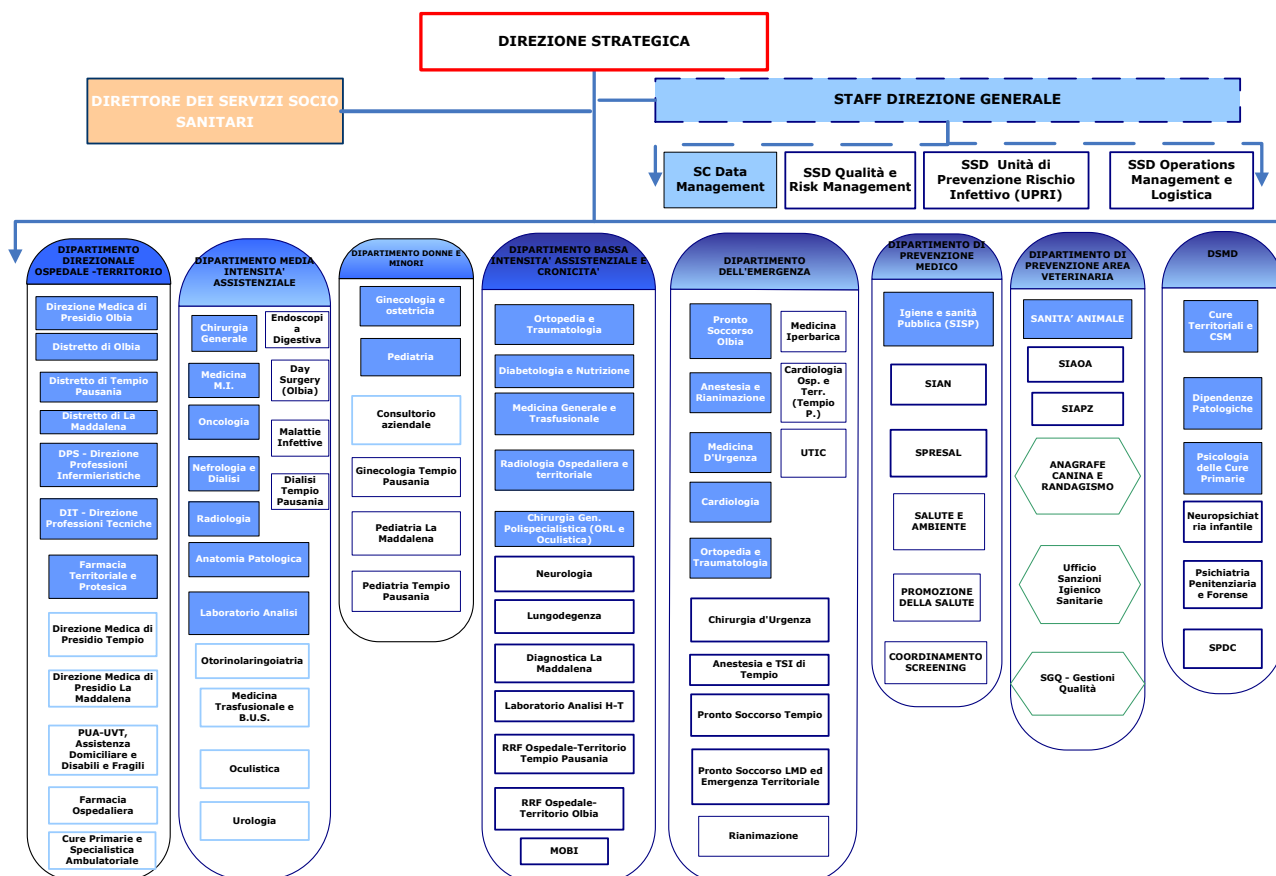 DIREZIONE STRATEGICA
DIRETTORE DEI SERVIZI SOCIO
SANITARI
STAFF DIREZIONE GENERALE
SC Data
Management
SSD Qualità e
Risk Management
SSD Unità di
Prevenzione Rischio
Infettivo (UPRI)
SSD Operations
Management e
Logistica
DIPARTIMENTO
DIREZIONALE
OSPEDALE -TERRITORIO
Direzione Medica di
Presidio Olbia
Distretto di Olbia
Distretto di Tempio
Pausania
Distretto di La
Maddalena
DPS - Direzione
Professioni
Infermieristiche
DIT - Direzione
Professioni Tecniche
Farmacia
Territoriale e
Protesica
Direzione Medica di
Presidio Tempio
Direzione Medica di
Presidio La
Maddalena
PUA-UVT,
Assistenza
Domiciliare e
Disabili e Fragili
Farmacia
Ospedaliera
Cure Primarie e
Specialistica
Ambulatoriale
DIPARTIMENTO MEDIA
INTENSITA'
ASSISTENZIALE
Chirurgia
Generale
Endoscopi
a
Digestiva
Medicina
M.I.
Day
Surgery
(Olbia)
Oncologia
Malattie
Infettive
Nefrologia e
Dialisi
Dialisi
Tempio
Pausania
Radiologia
Anatomia Patologica
Laboratorio Analisi
Otorinolaringoiatria
Medicina
Trasfusionale e
B.U.S.
Oculistica
Urologia
DIPARTIMENTO DONNE E
MINORI
Ginecologia e
ostetricia
Pediatria
Consultorio
aziendale
Ginecologia Tempio
Pausania
Pediatria La
Maddalena
Pediatria Tempio
Pausania
DIPARTIMENTO BASSA
INTENSITA' ASSISTENZIALE E
CRONICITA'
Ortopedia e
Traumatologia
Diabetologia e Nutrizione
Medicina Generale e
Trasfusionale
Radiologia Ospedaliera e
territoriale
Chirurgia Gen.
Polispecialistica (ORL e
Oculistica)
Neurologia
Lungodegenza
Diagnostica La
Maddalena
Laboratorio Analisi H-T
RRF Ospedale-Territorio
Tempio Pausania
RRF Ospedale-
Territorio Olbia
MOBI
DIPARTIMENTO
DELL'EMERGENZA
Pronto
Soccorso
Olbia
Medicina
Iperbarica
Anestesia e
Rianimazione
Cardiologia
Osp. e
Terr.
(Tempio
P.)
Medicina
D'Urgenza
UTIC
Cardiologia
Ortopedia e
Traumatologia
Chirurgia d'Urgenza
Anestesia e TSI di
Tempio
Pronto Soccorso Tempio
Pronto Soccorso LMD ed
Emergenza Territoriale
Rianimazione
DIPARTIMENTO DI
PREVENZIONE
MEDICO
Igiene e sanità
Pubblica (SISP)
SIAN
SPRESAL
SALUTE E
AMBIENTE
PROMOZIONE
DELLA SALUTE
COORDINAMENTO
SCREENING
DIPARTIMENTO DI
PREVENZIONE AREA
VETERINARIA
SANITA’ ANIMALE
SIAOA
SIAPZ
ANAGRAFE
CANINA E
RANDAGISMO
Ufficio
Sanzioni
Igienico
Sanitarie
SGQ - Gestioni
Qualità
DSMD
Cure
Territoriali e
CSM
Dipendenze
Patologiche
Psicologia
delle Cure
Primarie
Neuropsichiat
ria infantile
Psichiatria
Penitenziaria
e Forense
SPDC